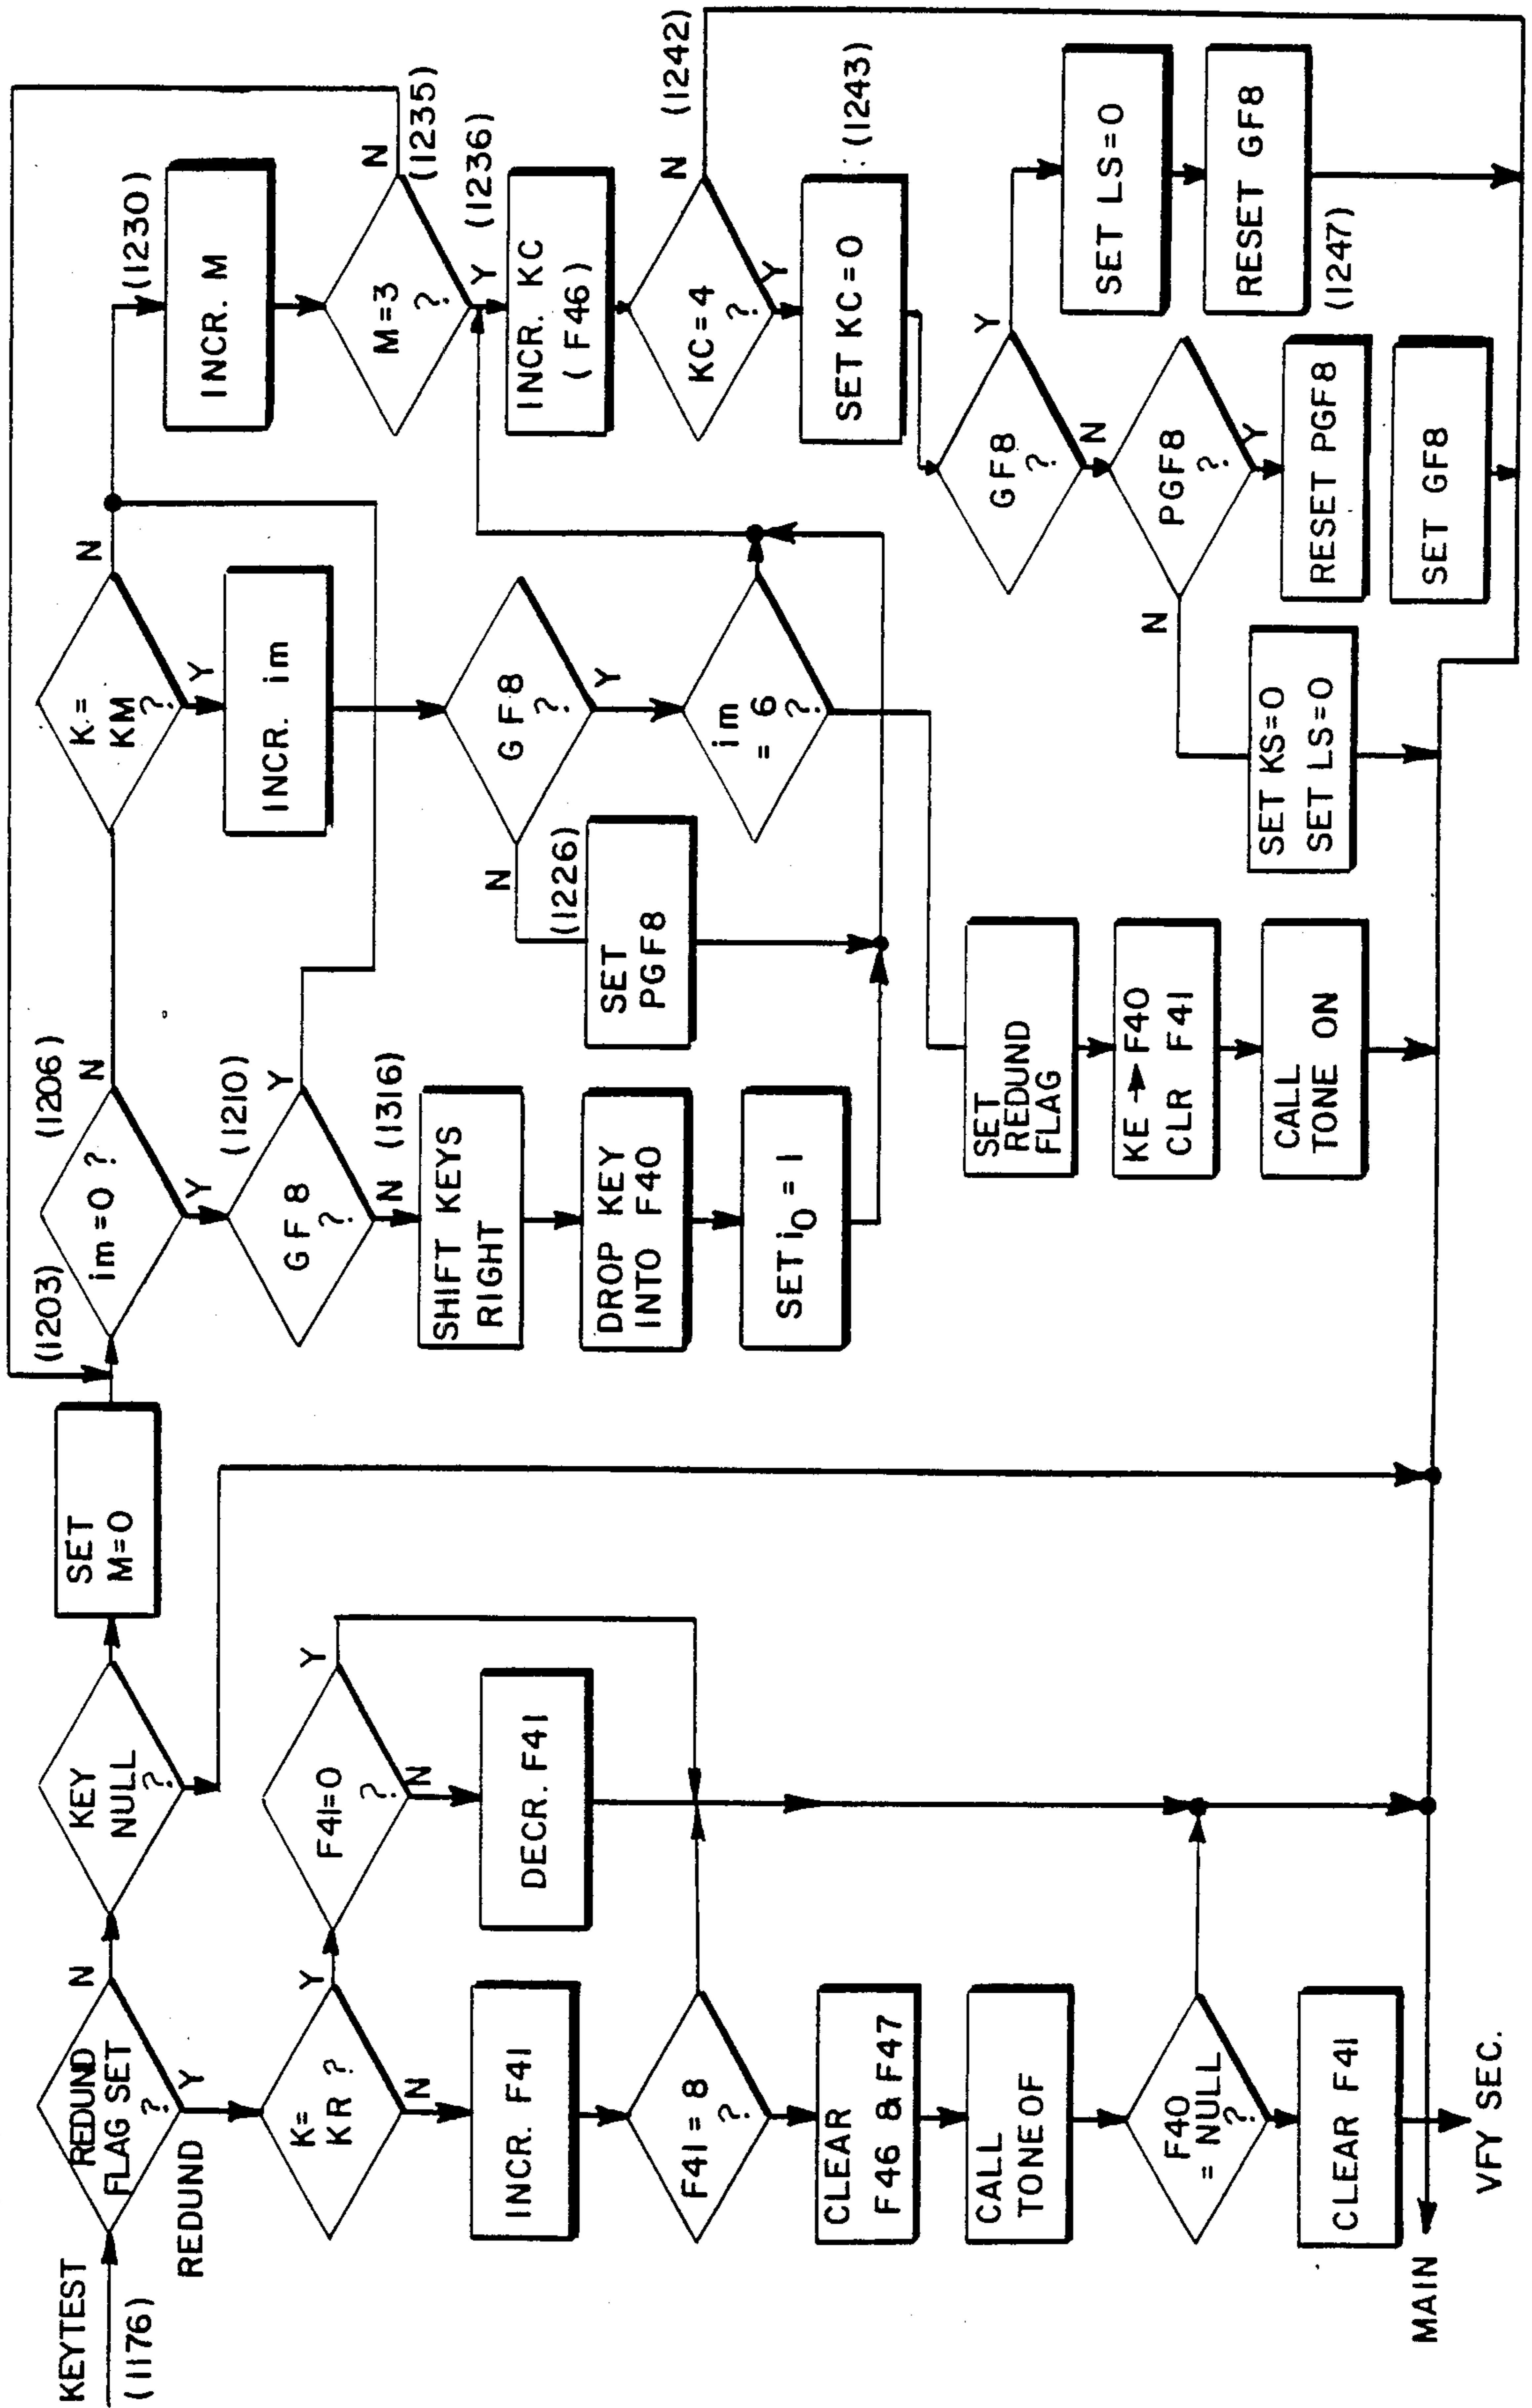 KEYTEST
(1176)
REDUND
FLAG SET
?
N
Y
REDUND
K=
KR ?
Y
N
INCR. F41
F41 = 8
?
CLEAR
F46 & F47
CALL
TONEOF
F40
= NULL
?
CLEAR F41
MAIN
VFY SEC.
KEY
NULL
?
F41=0
?
Y
N
DECR. F41
SET
M=0
(1203)
im=0 ?
(1206)
N
Y
GF8
?
(1210)
Y
N
(1316)
SHIFT KEYS
RIGHT
DROP KEY
INTO F40
SET i0 = 1
K=
KM
?
N
Y
INCR. im
GF8
?
N
Y
(1226)
SET
PGF8
im
= 6
?
SET
REDUND
FLAG
KE → F40
CLR F41
CALL
TONE ON
(1230)
INCR. M
M=3
?
N
(1235)
Y
(1236)
INCR. KC
(F46)
KC=4
?
N
(1242)
Y
SET KC=0
(1243)
GF8
?
Y
N
SET LS=0
RESET GF8
(1247)
PGF8
?
N
Y
RESET PGF8
SET GF8
SET KS=0
SET LS=0